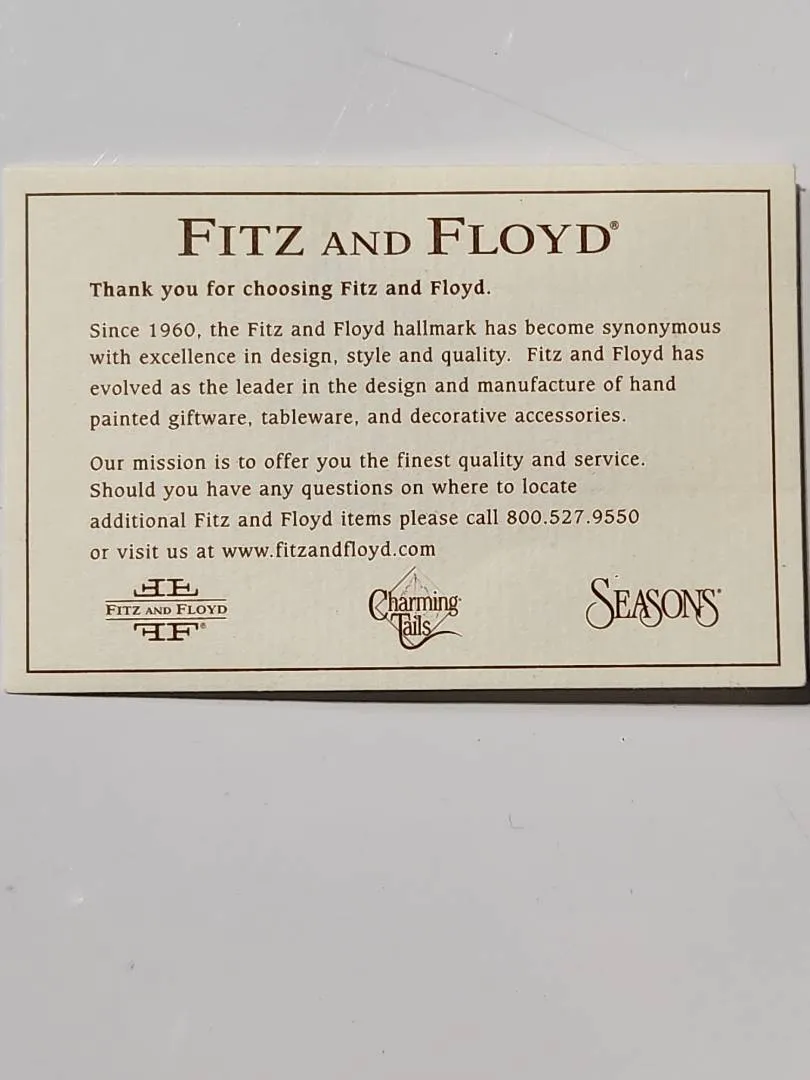 FITZ AND FLOYD®
Thank you for choosing Fitz and Floyd.
Since 1960, the Fitz and Floyd hallmark has become synonymous
with excellence in design, style and quality. Fitz and Floyd has
evolved as the leader in the design and manufacture of hand
painted giftware, tableware, and decorative accessories.
Our mission is to offer you the finest quality and service.
Should you have any questions on where to locate
additional Fitz and Floyd items please call 800.527.9550
or visit us at www.fitzandfloyd.com
FITZ AND FLOYD
FF®
Charming
Tails
SEASONS